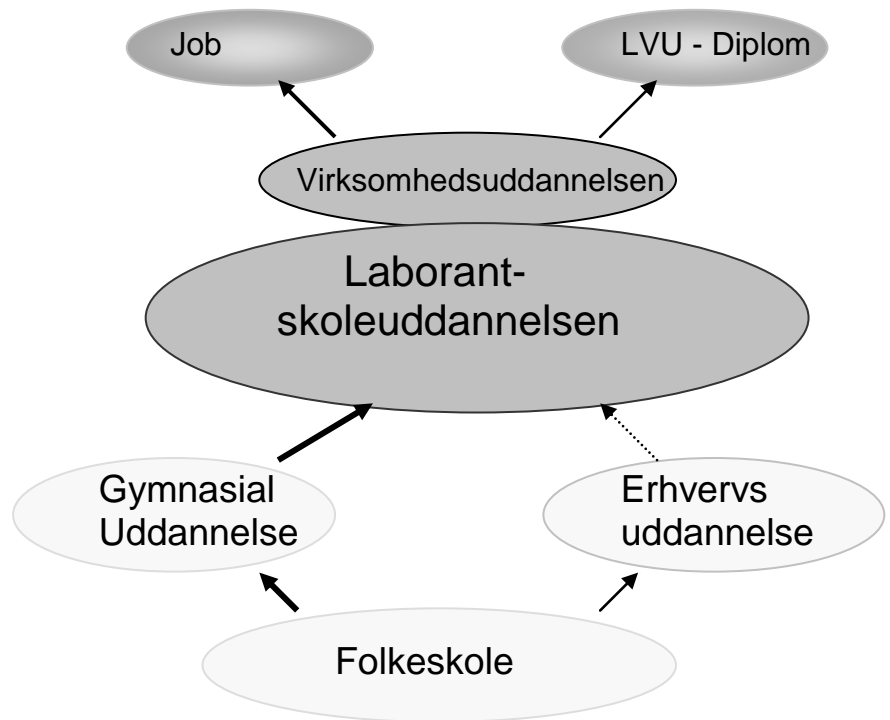 Job
LVU - Diplom
Virksomhedsuddannelsen
Laborant-
skoleuddannelsen
Gymnasial
Uddannelse
Erhvervs
uddannelse
Folkeskole